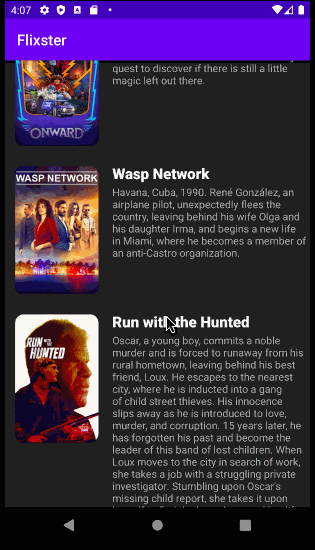 4:07
Flixster
quest to discover if there is still a little
magic left out there.
ONWARD
WASP NETWORK
Wasp Network
Havana, Cuba, 1990. René González, an
airplane pilot, unexpectedly flees the
country, leaving behind his wife Olga and
his daughter Irma, and begins a new life
in Miami, where he becomes a member of
an anti-Castro organization.
RUN WITH THE
HUNTED
Run with the Hunted
Oscar, a young boy, commits a noble
murder and is forced to runaway from his
rural hometown, leaving behind his best
friend, Loux. He escapes to the nearest
city, where he is inducted into a gang
of child street thieves. His innocence
slips away as he is introduced to love,
murder, and corruption. 15 years later, he
has forgotten his past and become the
leader of this band of lost children. When
Loux moves to the city in search of work,
she takes a job with a struggling private
investigator. Stumbling upon Oscar's
missing child report, she takes it upon